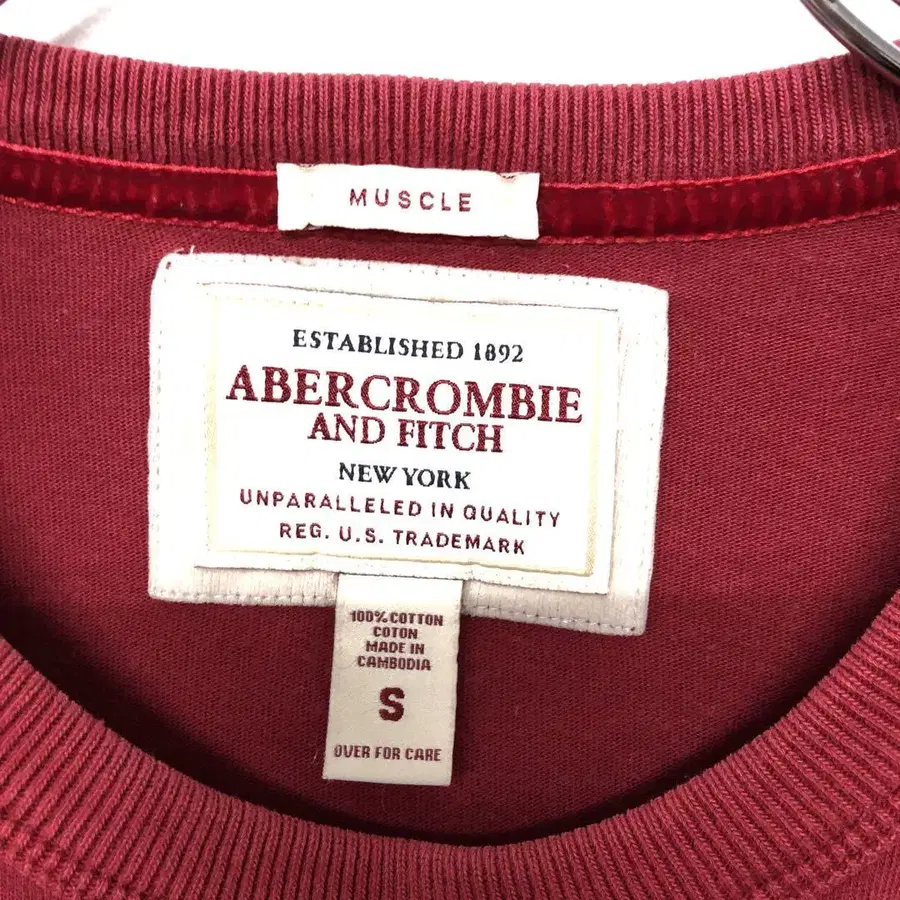 MUSCLE
ESTABLISHED 1892
ABERCROMBIE
AND FITCH
NEW YORK
UNPARALLELED IN QUALITY
REG. U.S. TRADEMARK
100% COTTON
COTON
MADE IN
CAMBODIA
S
OVER FOR CARE